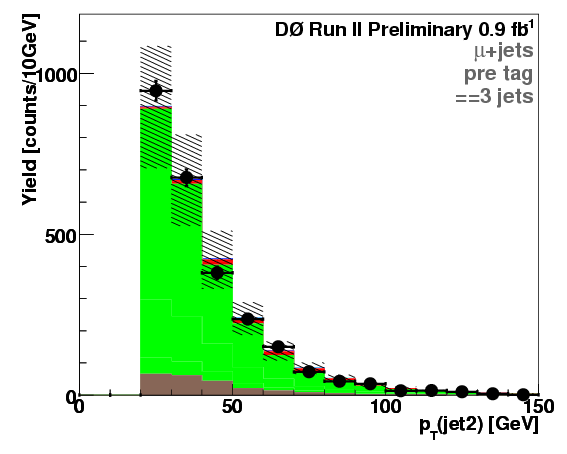 DØ Run II Preliminary 0.9 fb-1
μ+jets
pre tag
==3 jets
Yield [counts/10GeV]
1000
500
0
0 50 100 150
pT(jet2) [GeV]